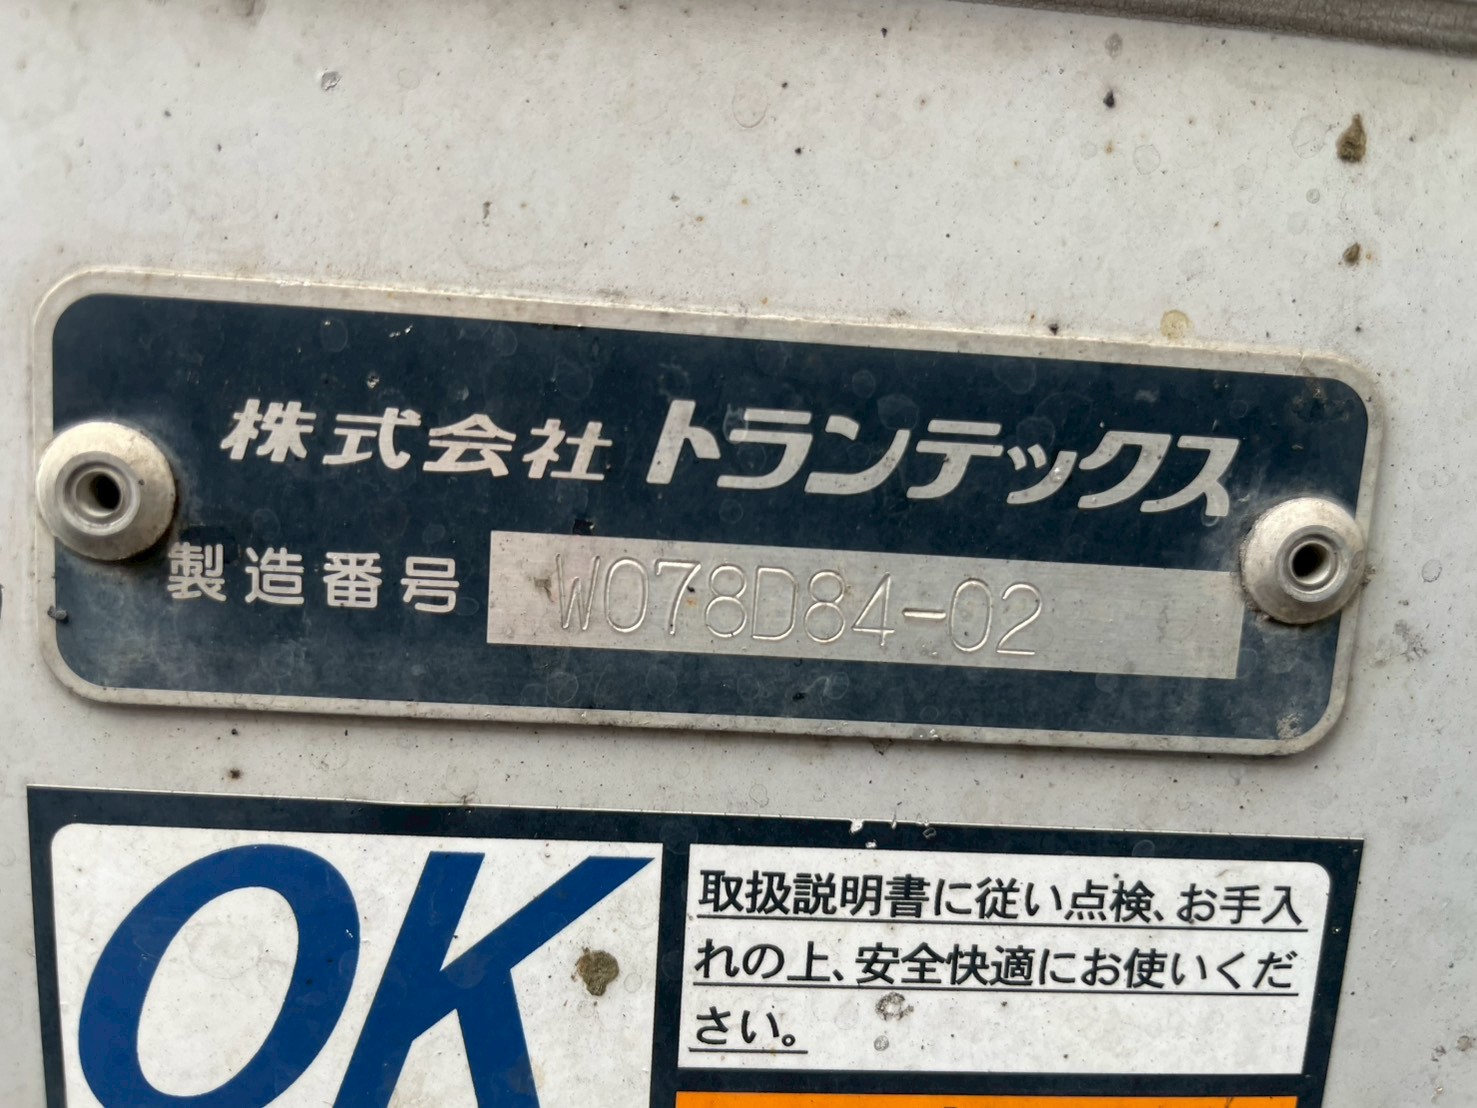 株式会社 トランテックス
製造番号 W078D84-02
OK
取扱説明書に従い点検、お手入
れの上、安全快適にお使いくだ
さい。